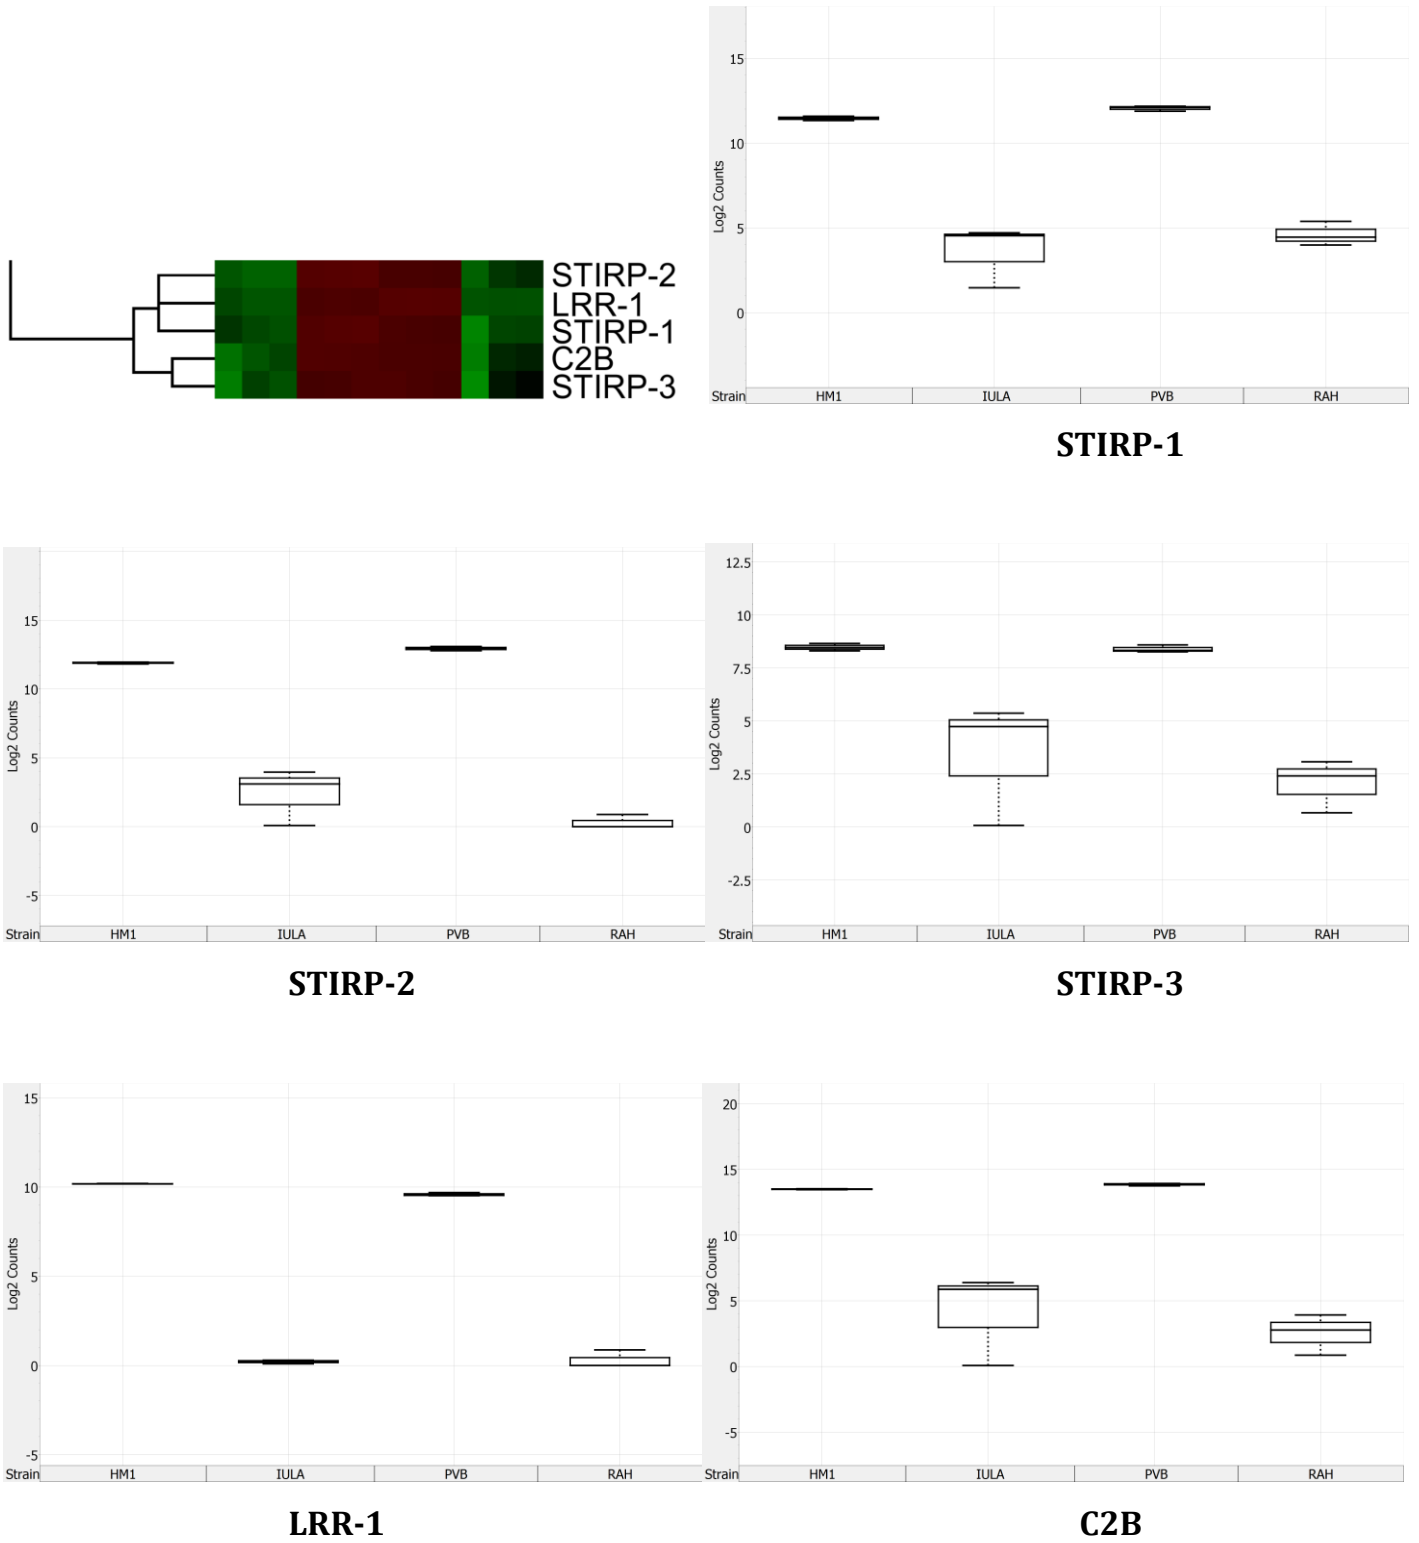 STIRP-2
LRR-1
STIRP-1
C2B
STIRP-3
15
10
5
0
Log2 Counts
Strain HM1 IULA PVB RAH
STIRP-1
15
10
5
0
-5
Log2 Counts
Strain HM1 IULA PVB RAH
STIRP-2
12.5
10
7.5
5
2.5
0
-2.5
Log2 Counts
Strain HM1 IULA PVB RAH
STIRP-3
15
10
5
0
-5
Log2 Counts
Strain HM1 IULA PVB RAH
LRR-1
20
15
10
5
0
-5
Log2 Counts
Strain HM1 IULA PVB RAH
C2B